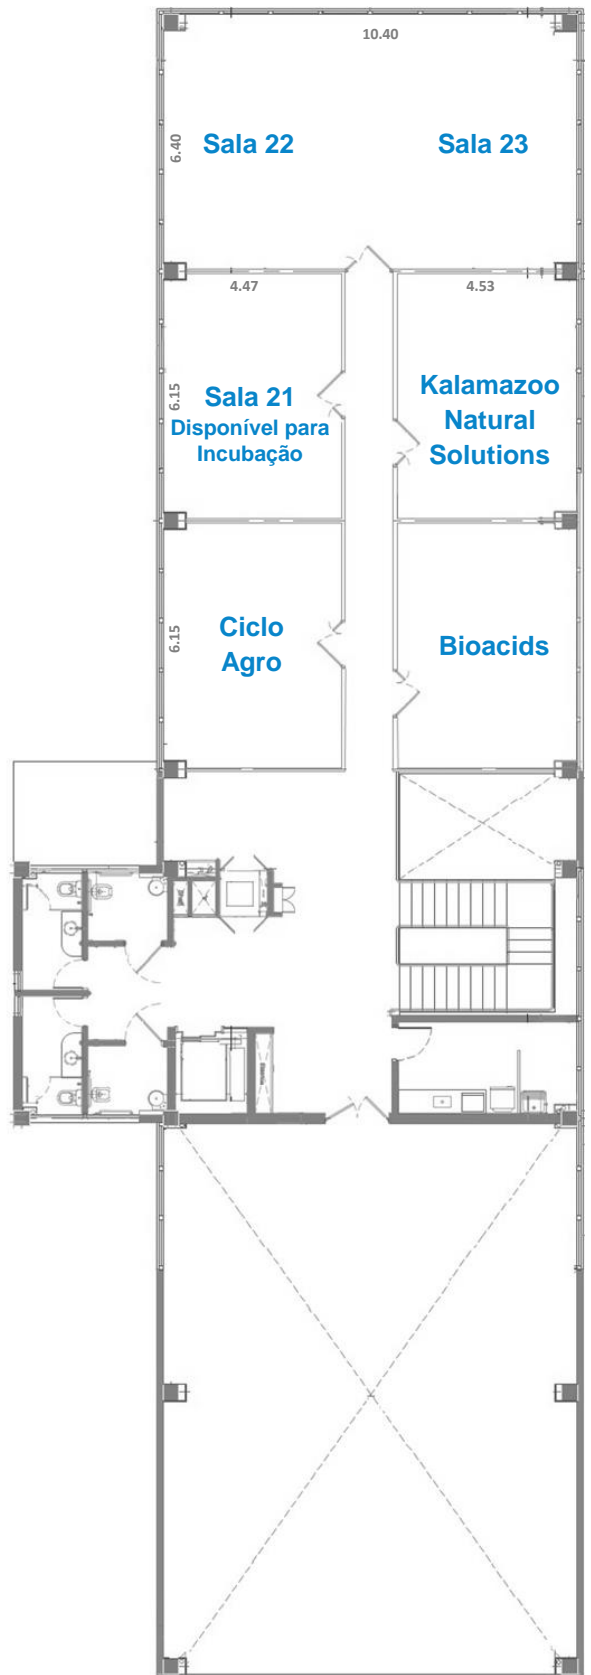 10.40
6.40
Sala 22
Sala 23
4.47
4.53
6.15
Sala 21
Disponível para
Incubação
Kalamazoo
Natural
Solutions
6.15
Ciclo
Agro
Bioacids